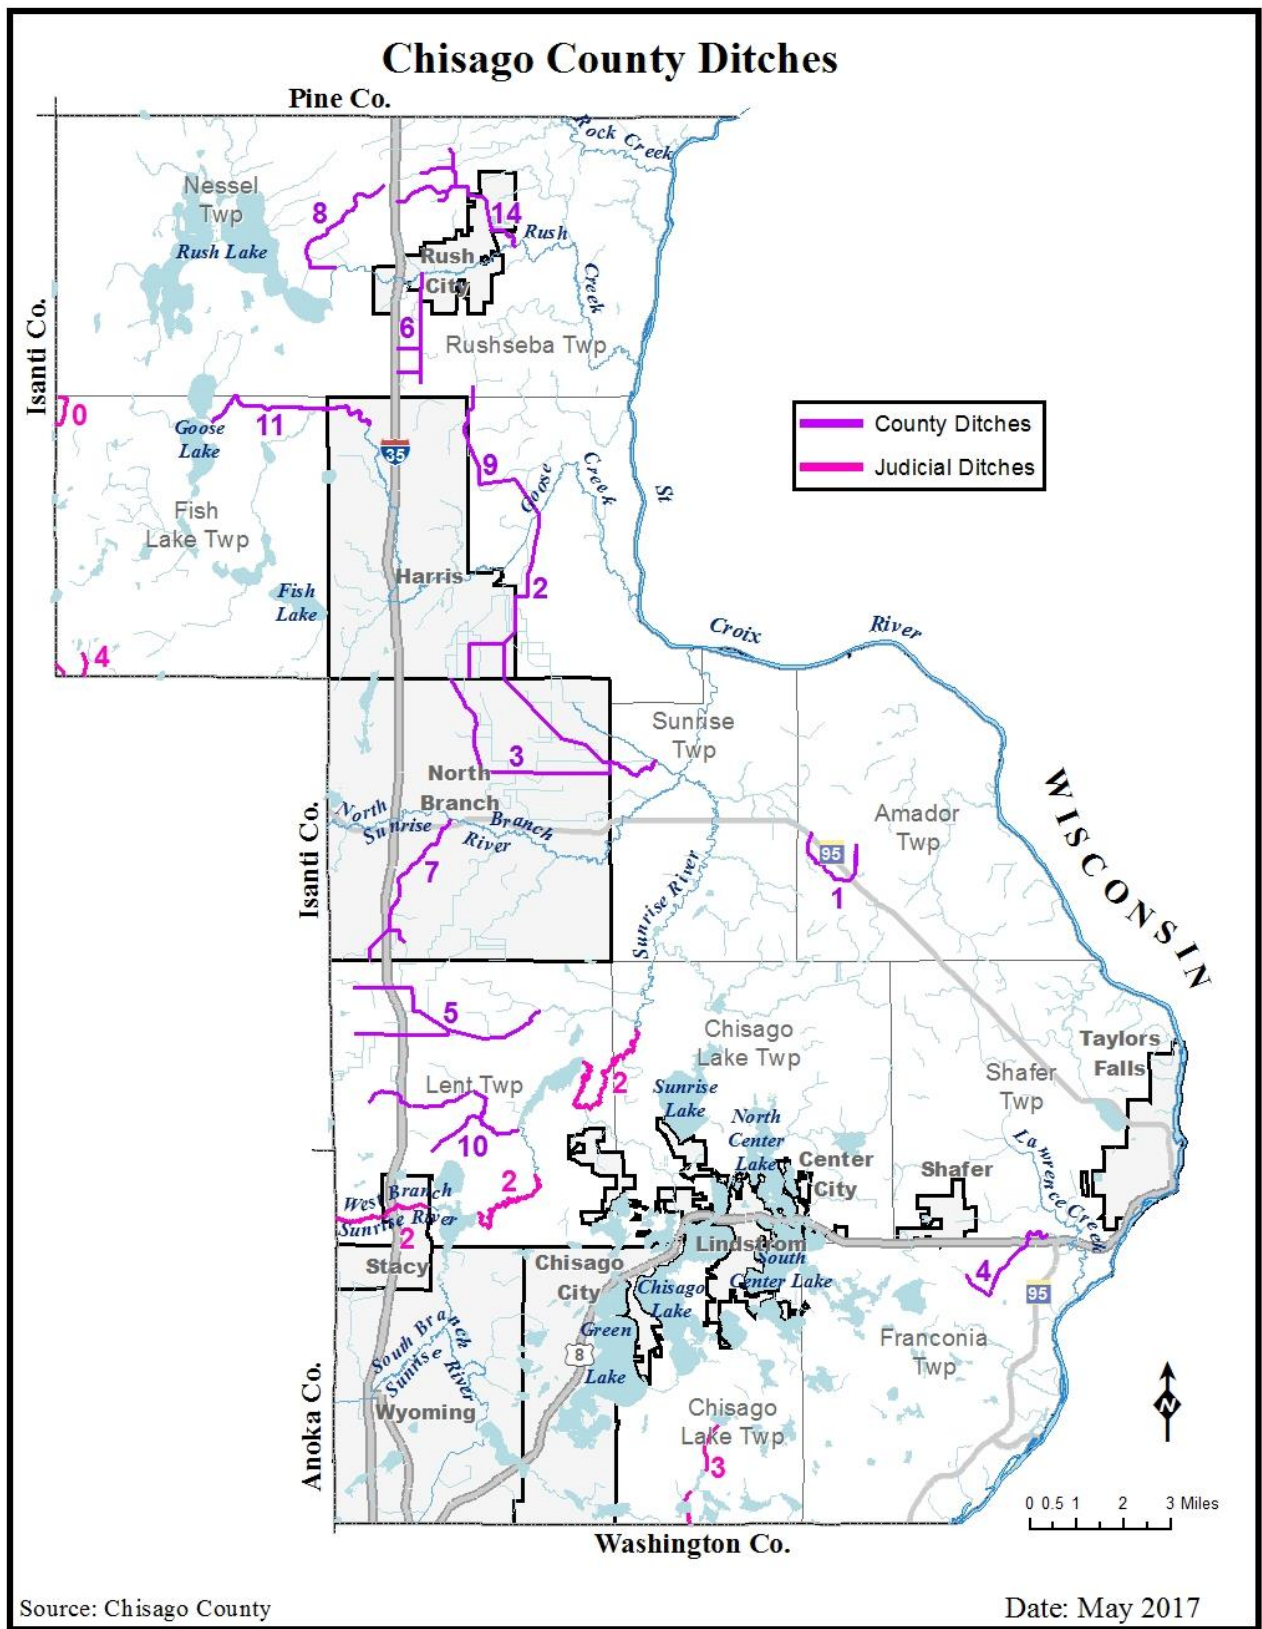 Chisago County Ditches
Pine Co.
Rock Creek
Nessel
Twp
Rush Lake
8
14
Rush
Creek
Rush
City
6
Rushseba Twp
Isanti Co.
0
11
Goose
Lake
35
County Ditches
Judicial Ditches
9
Goose
Creek
St
Fish
Lake Twp
Fish
Lake
Harris
2
Croix
River
4
Sunrise
Twp
3
North
Branch
North
Sunrise
Branch
River
Amador
Twp
WISCONSIN
Isanti Co.
7
95
1
Sunrise River
5
Chisago
Lake Twp
Taylors
Falls
Lent Twp
2
Sunrise
Lake
Shafer
Twp
North
Center
Lake
10
Center
City
Shafer
Lawrence Creek
West Branch
Sunrise River
2
2
Stacy
Lindstrom
South
Center Lake
Chisago
City
Chisago
Lake
4
95
Green
Lake
8
South Branch
Sunrise River
Franconia
Twp
Anoka Co.
Wyoming
Chisago
Lake Twp
3
N
0 0.5 1 2 3 Miles
Washington Co.
Source: Chisago County
Date: May 2017